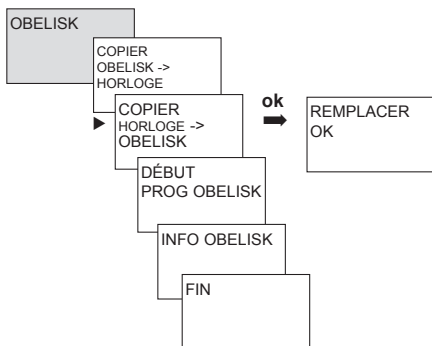 OBELISK
COPIER
OBELISK ->
HORLOGE
COPIER
HORLOGE ->
OBELISK
ok
REMPLACER
OK
DÉBUT
PROG OBELISK
INFO OBELISK
FIN